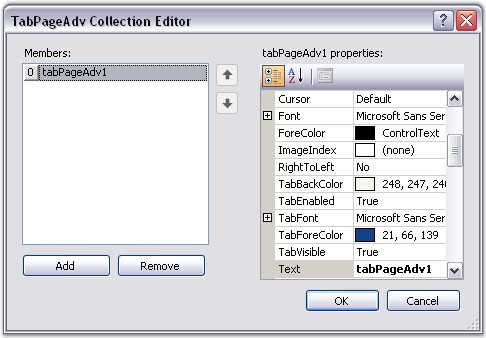 TabPageAdv Collection Editor
Members:
0 tabPageAdv1
Add
Remove
tabPageAdv1 properties:
Cursor Default
Font Microsoft Sans Ser
ForeColor ControlText
ImageIndex (none)
RightToLeft No
TabBackColor 248, 247, 24
TabEnabled True
TabFont Microsoft Sans Ser
TabForeColor 21, 66, 139
TabVisible True
Text tabPageAdv1
OK
Cancel